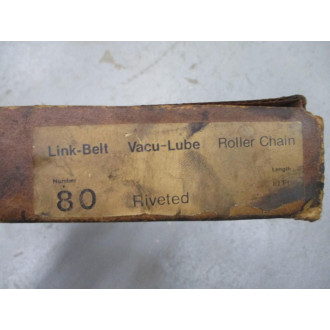 Link-Belt Vacu-Lube Roller Chain
Number Length
80 Riveted